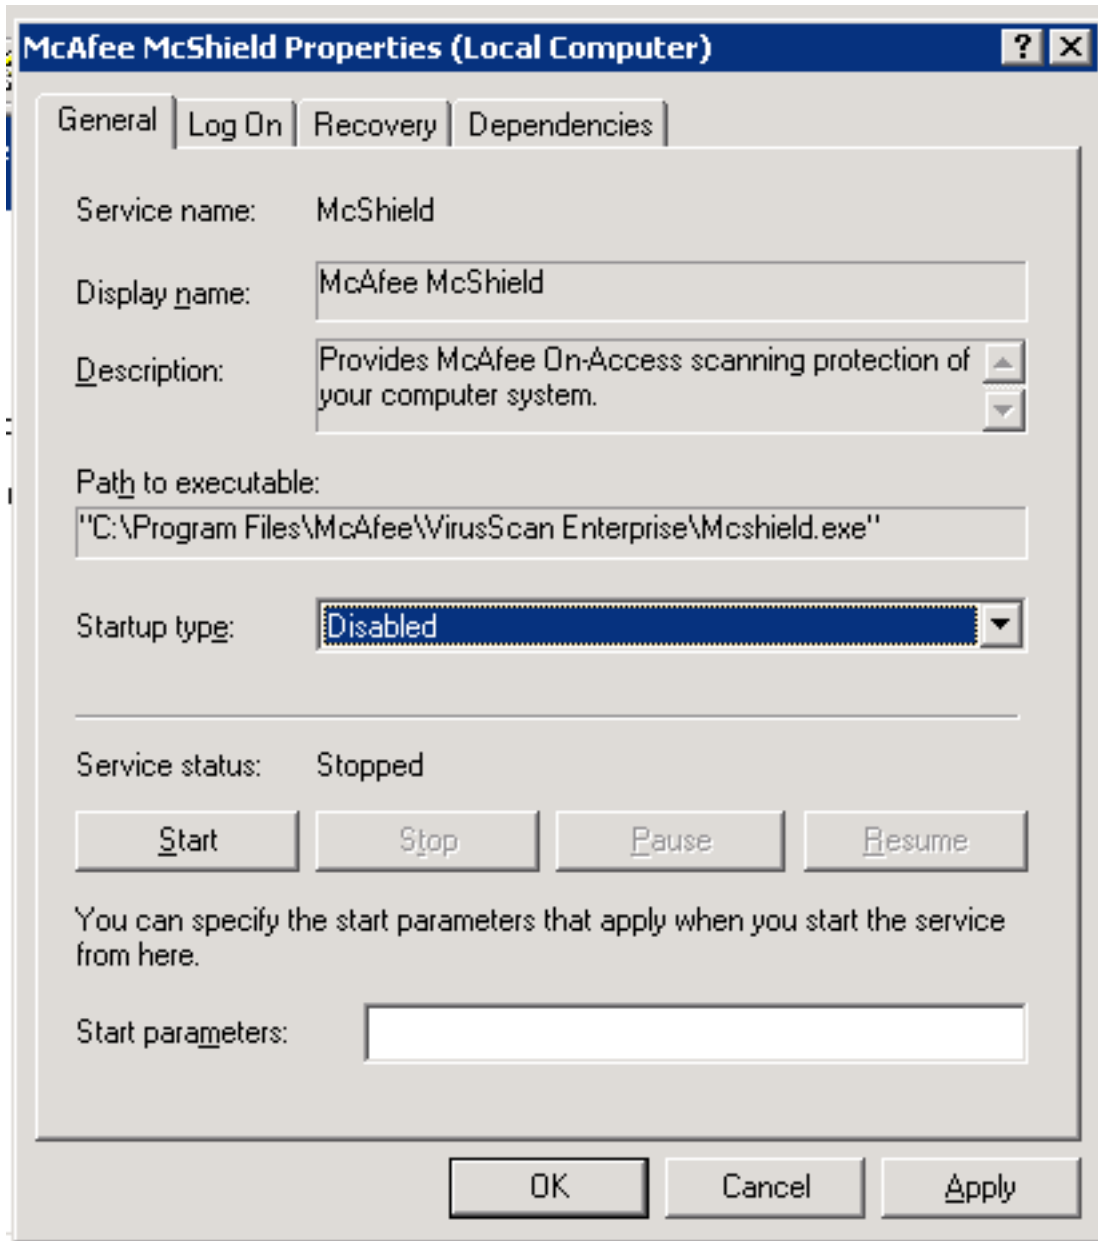 McAfee McShield Properties (Local Computer)
General Log On Recovery Dependencies
Service name: McShield
Display name: McAfee McShield
Description: Provides McAfee On-Access scanning protection of
your computer system.
Path to executable:
"C:\Program Files\McAfee\VirusScan Enterprise\Mcshield.exe"
Startup type: Disabled
Service status: Stopped
Start Stop Pause Resume
You can specify the start parameters that apply when you start the service
from here.
Start parameters:
OK Cancel Apply